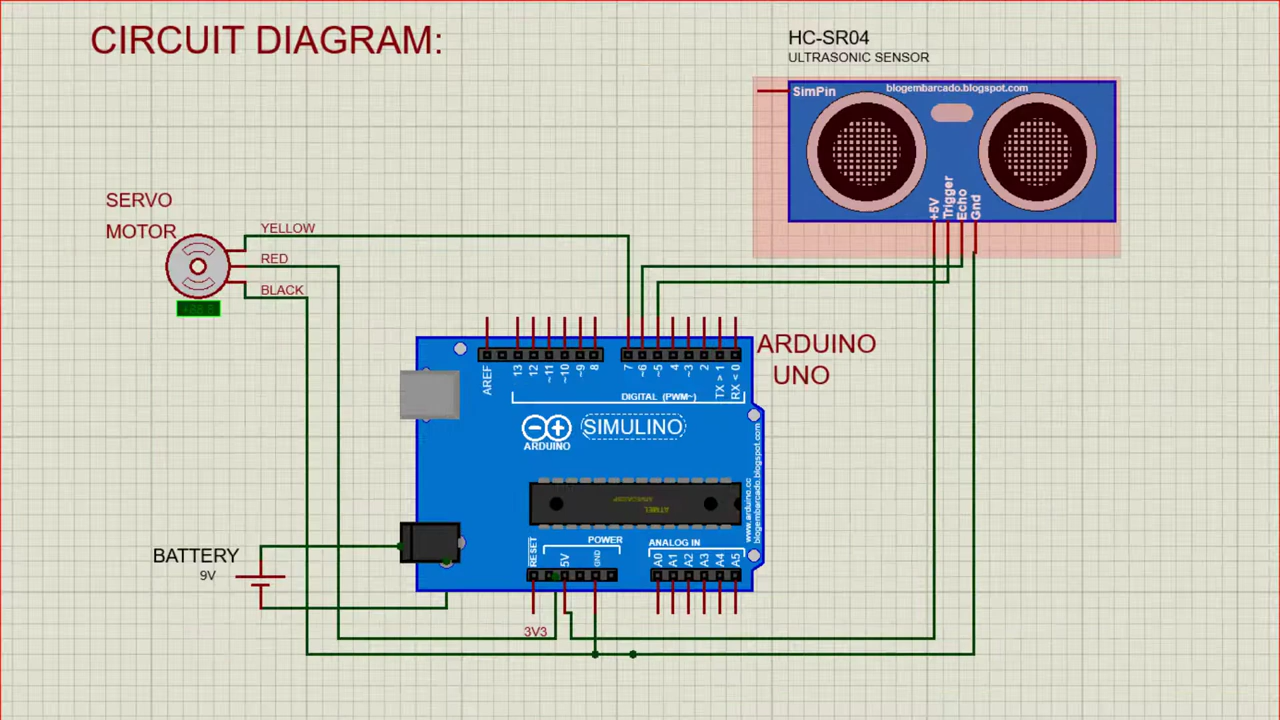 CIRCUIT DIAGRAM:
HC-SR04
ULTRASONIC SENSOR
SimPin
blogembarcado.blogspot.com
+5V
Trigger
Echo
Gnd
SERVO
MOTOR
YELLOW
RED
BLACK
ARDUINO
UNO
AREF
13
12
~11
~10
~9
8
7
~6
~5
4
~3
2
TX > 1
RX < 0
DIGITAL (PWM~)
ARDUINO
SIMULINO
www.arduino.cc
blogembarcado.blogspot.com
ATMEL
BATTERY
9V
RESET
5V
POWER
GND
ANALOG IN
A0
A1
A2
A3
A4
A5
3V3